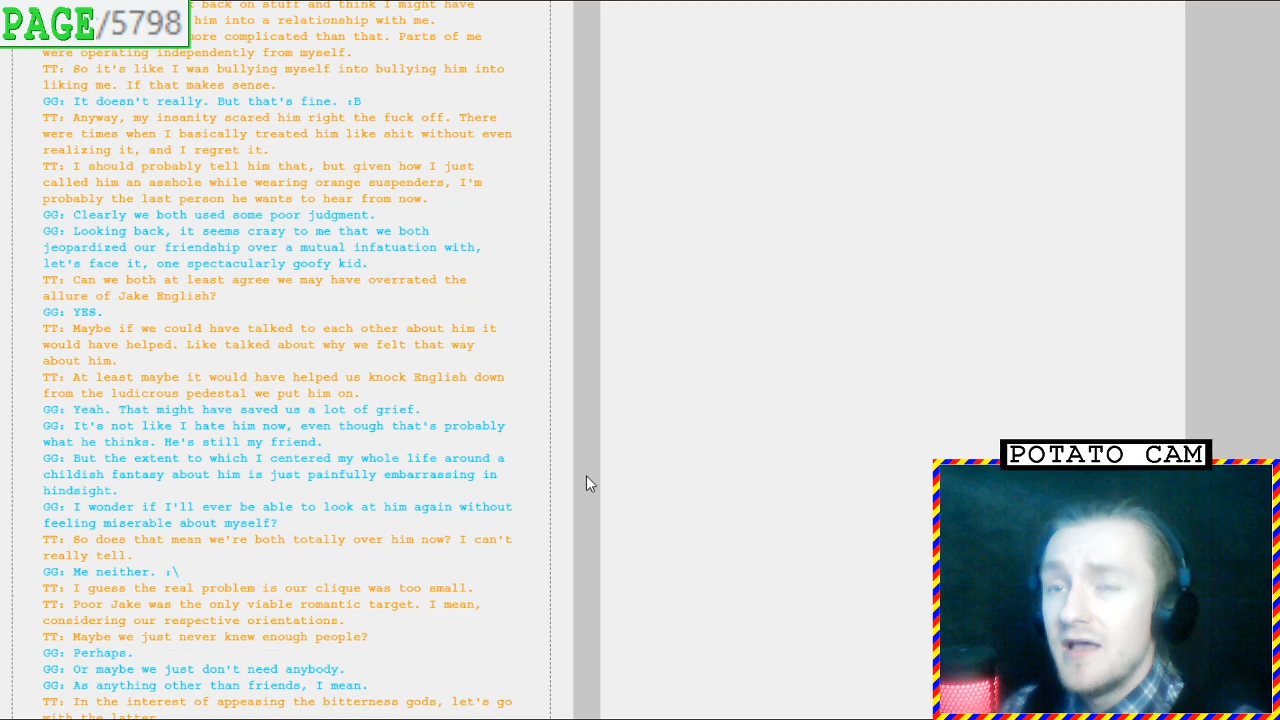 PAGE/5798
back on stuff and think I might have
him into a relationship with me.
more complicated than that. Parts of me
were operating independently from myself.
TT: So it's like I was bullying myself into bullying him into
liking me. If that makes sense.
GG: It doesn't really. But that's fine. :B
TT: Anyway, my insanity scared him right the fuck off. There
were times when I basically treated him like shit without even
realizing it, and I regret it.
TT: I should probably tell him that, but given how I just
called him an asshole while wearing orange suspenders, I'm
probably the last person he wants to hear from now.
GG: Clearly we both used some poor judgment.
GG: Looking back, it seems crazy to me that we both
jeopardized our friendship over a mutual infatuation with,
let's face it, one spectacularly goofy kid.
TT: Can we both at least agree we may have overrated the
allure of Jake English?
GG: YES.
TT: Maybe if we could have talked to each other about him it
would have helped. Like talked about why we felt that way
about him.
TT: At least maybe it would have helped us knock English down
from the ludicrous pedestal we put him on.
GG: Yeah. That might have saved us a lot of grief.
GG: It's not like I hate him now, even though that's probably
what he thinks. He's still my friend.
GG: But the extent to which I centered my whole life around a
childish fantasy about him is just painfully embarrassing in
hindsight.
GG: I wonder if I'll ever be able to look at him again without
feeling miserable about myself?
TT: So does that mean we're both totally over him now? I can't
really tell.
GG: Me neither. :\
TT: I guess the real problem is our clique was too small.
TT: Poor Jake was the only viable romantic target. I mean,
considering our respective orientations.
TT: Maybe we just never knew enough people?
GG: Perhaps.
GG: Or maybe we just don't need anybody.
GG: As anything other than friends, I mean.
TT: In the interest of appeasing the bitterness gods, let's go
with the latter.
POTATO CAM